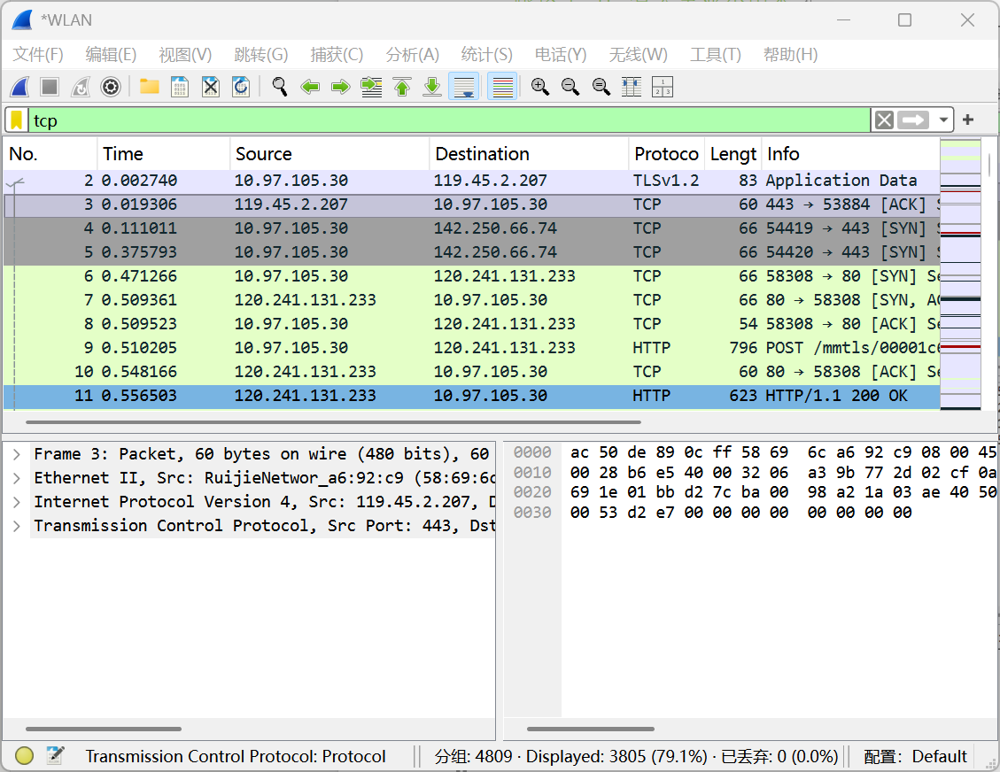 *WLAN
文件(F) 编辑(E) 视图(V) 跳转(G) 捕获(C) 分析(A) 统计(S) 电话(Y) 无线(W) 工具(T) 帮助(H)
tcp
No. Time Source Destination Protoco Lengt Info
2 0.002740 10.97.105.30 119.45.2.207 TLSv1.2 83 Application Data
3 0.019306 119.45.2.207 10.97.105.30 TCP 60 443 → 53884 [ACK] S
4 0.111011 10.97.105.30 142.250.66.74 TCP 66 54419 → 443 [SYN] S
5 0.375793 10.97.105.30 142.250.66.74 TCP 66 54420 → 443 [SYN] S
6 0.471266 10.97.105.30 120.241.131.233 TCP 66 58308 → 80 [SYN] Se
7 0.509361 120.241.131.233 10.97.105.30 TCP 66 80 → 58308 [SYN, AC
8 0.509523 10.97.105.30 120.241.131.233 TCP 54 58308 → 80 [ACK] Se
9 0.510205 10.97.105.30 120.241.131.233 HTTP 796 POST /mmtls/00001c6
10 0.548166 120.241.131.233 10.97.105.30 TCP 60 80 → 58308 [ACK] Se
11 0.556503 120.241.131.233 10.97.105.30 HTTP 623 HTTP/1.1 200 OK
Frame 3: Packet, 60 bytes on wire (480 bits), 60
Ethernet II, Src: RuijieNetwor_a6:92:c9 (58:69:6c
Internet Protocol Version 4, Src: 119.45.2.207, D
Transmission Control Protocol, Src Port: 443, Dst
0000 ac 50 de 89 0c ff 58 69 6c a6 92 c9 08 00 45
0010 00 28 b6 e5 40 00 32 06 a3 9b 77 2d 02 cf 0a
0020 69 1e 01 bb d2 7c ba 00 98 a2 1a 03 ae 40 50
0030 00 53 d2 e7 00 00 00 00 00 00 00 00
Transmission Control Protocol: Protocol 分组: 4809 · Displayed: 3805 (79.1%) · 已丢弃: 0 (0.0%) 配置: Default